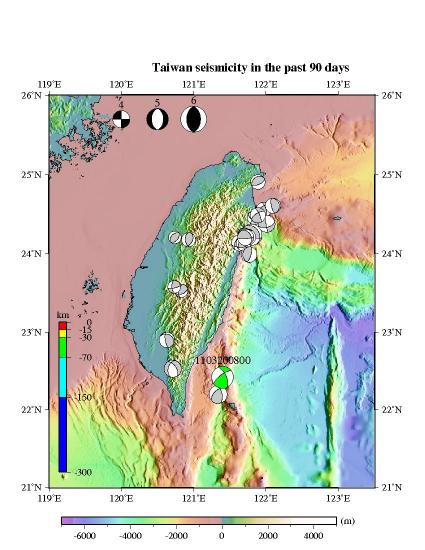 Taiwan seismicity in the past 90 days
119˚E 120˚E 121˚E 122˚E 123˚E
26˚N 26˚N
4 5 6
25˚N 25˚N
24˚N 24˚N
km
0
-15
-30
-70
-150
-300
23˚N 23˚N
1103200800
22˚N 22˚N
21˚N 21˚N
119˚E 120˚E 121˚E 122˚E 123˚E
(m)
-6000 -4000 -2000 0 2000 4000